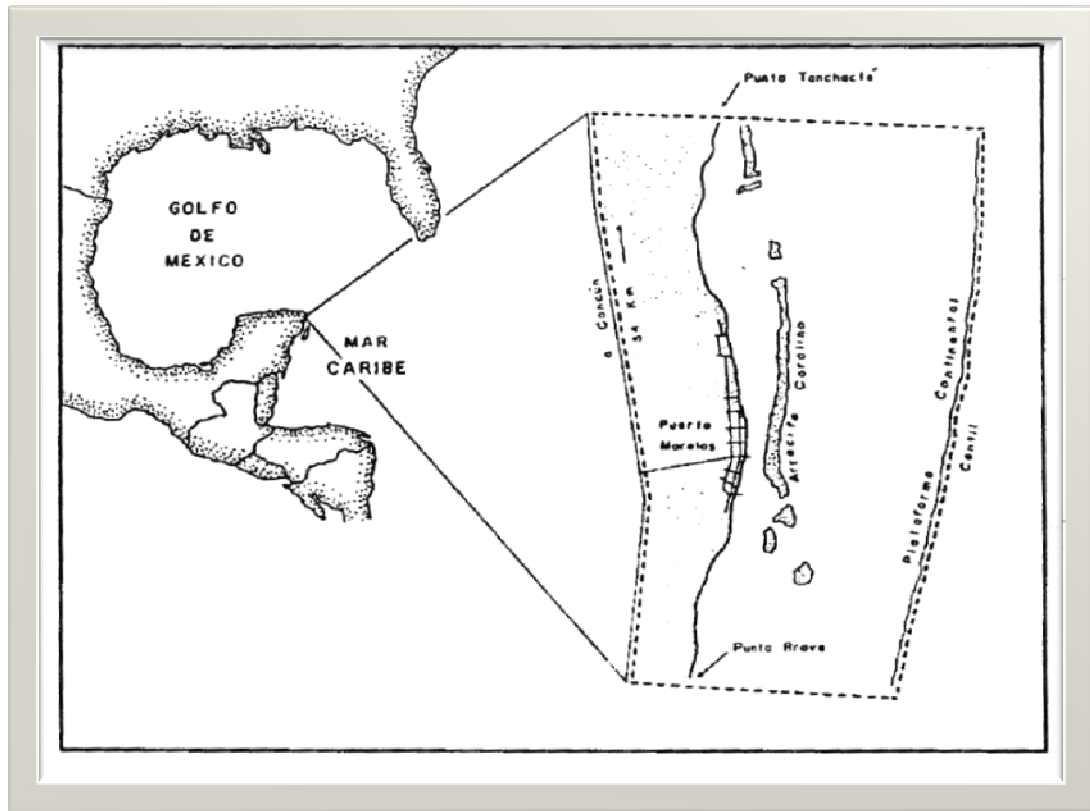 GOLFO
DE
MEXICO
MAR
CARIBE
Punta Tanchacté
a Cancún
34 Km
Puerto
Morelos
Arrecife Coralino
Plataforma Continental
Cantil
Punta Brava